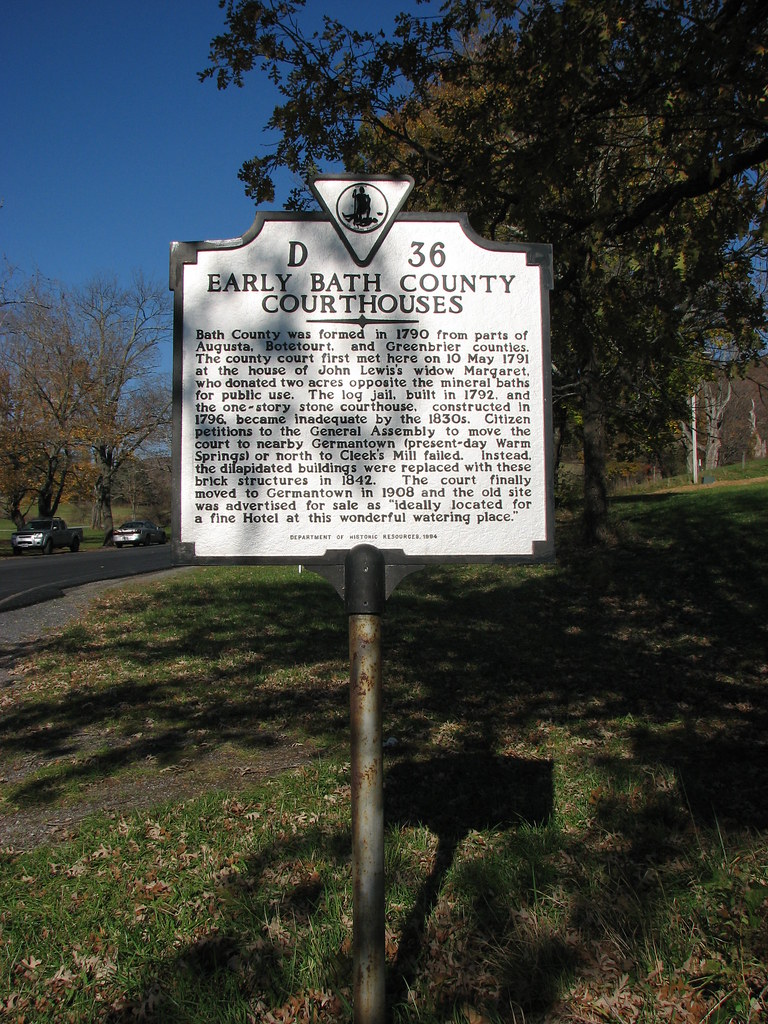 D 36
EARLY BATH COUNTY
COURTHOUSES
Bath County was formed in 1790 from parts of
Augusta, Botetourt, and Greenbrier counties.
The county court first met here on 10 May 1791
at the house of John Lewis's widow Margaret,
who donated two acres opposite the mineral baths
for public use. The log jail, built in 1792, and
the one-story stone courthouse, constructed in
1796, became inadequate by the 1830s. Citizen
petitions to the General Assembly to move the
court to nearby Germantown (present-day Warm
Springs) or north to Cleek's Mill failed. Instead,
the dilapidated buildings were replaced with these
brick structures in 1842. The court finally
moved to Germantown in 1908 and the old site
was advertised for sale as "ideally located for
a fine Hotel at this wonderful watering place."
DEPARTMENT OF HISTORIC RESOURCES, 1994